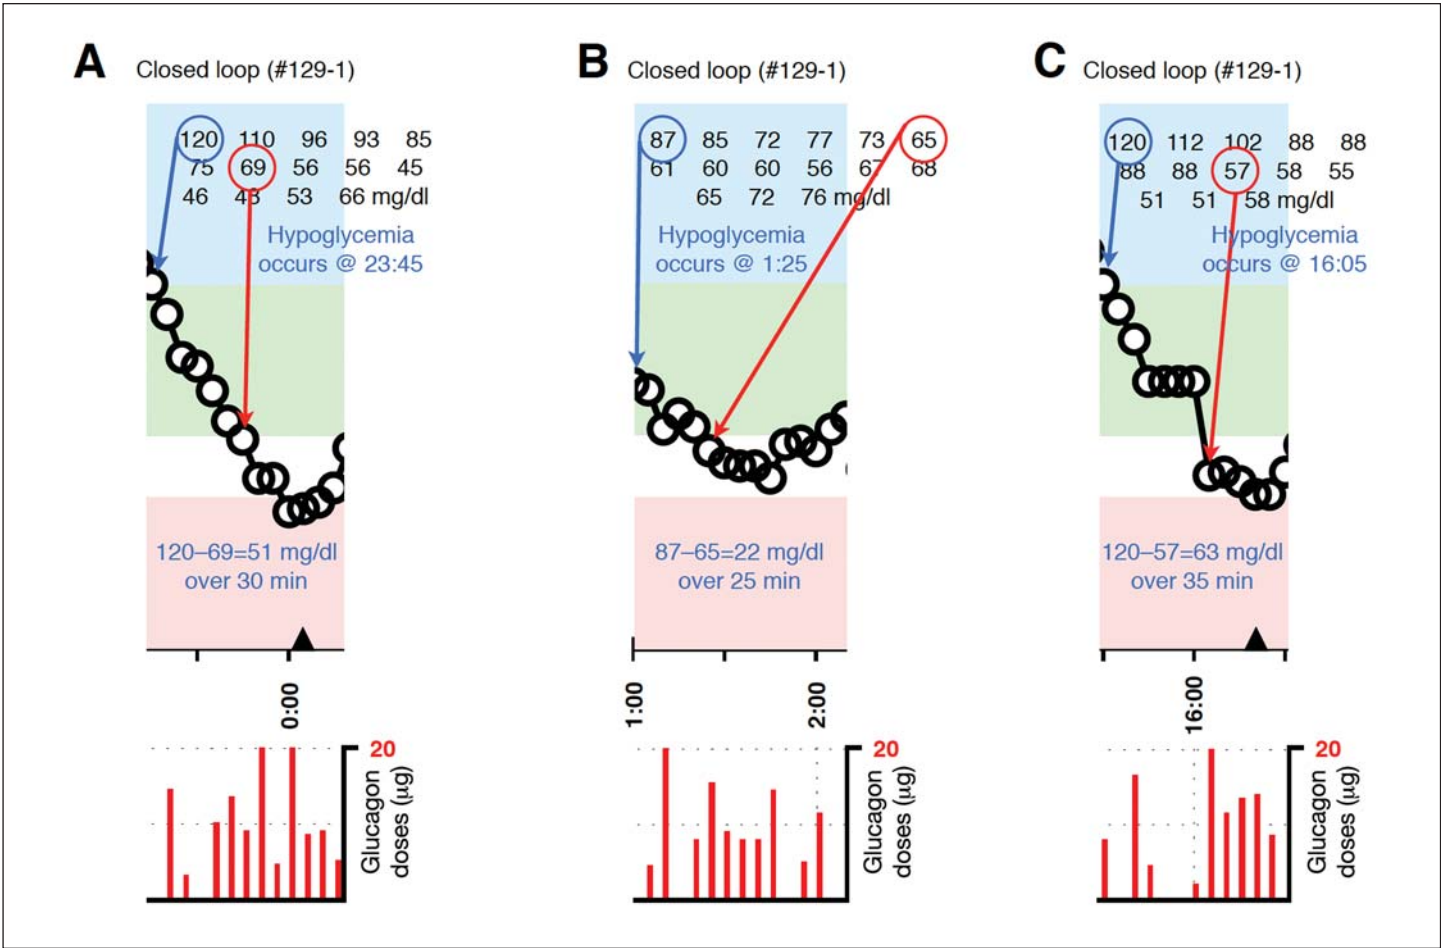 A Closed loop (#129-1)
120 110 96 93 85
75 69 56 56 45
46 43 53 66 mg/dl
Hypoglycemia
occurs @ 23:45
120–69=51 mg/dl
over 30 min
0:00
20
Glucagon
doses (µg)
B Closed loop (#129-1)
87 85 72 77 73 65
61 60 60 56 67 68
65 72 76 mg/dl
Hypoglycemia
occurs @ 1:25
87–65=22 mg/dl
over 25 min
1:00 2:00
20
Glucagon
doses (µg)
C Closed loop (#129-1)
120 112 102 88 88
88 88 57 58 55
51 51 58 mg/dl
Hypoglycemia
occurs @ 16:05
120–57=63 mg/dl
over 35 min
16:00
20
Glucagon
doses (µg)